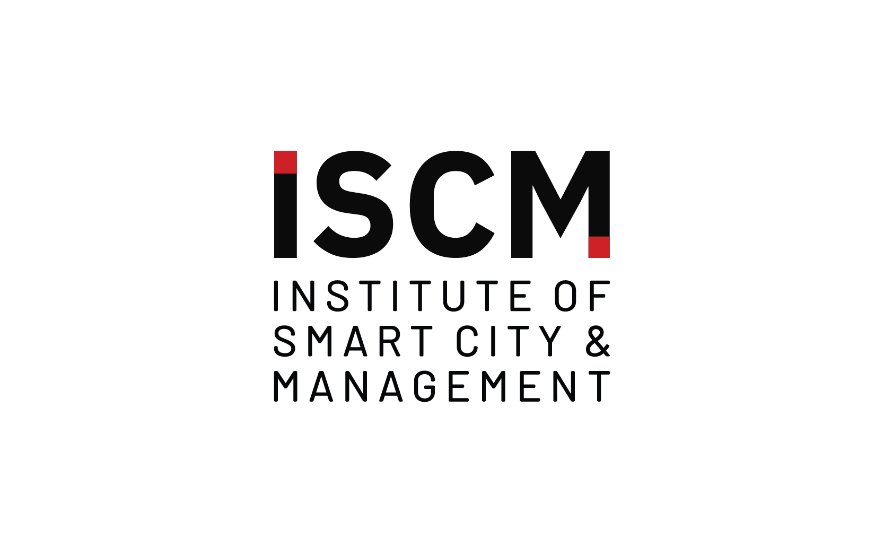 ISCM
INSTITUTE OF
SMART CITY &
MANAGEMENT